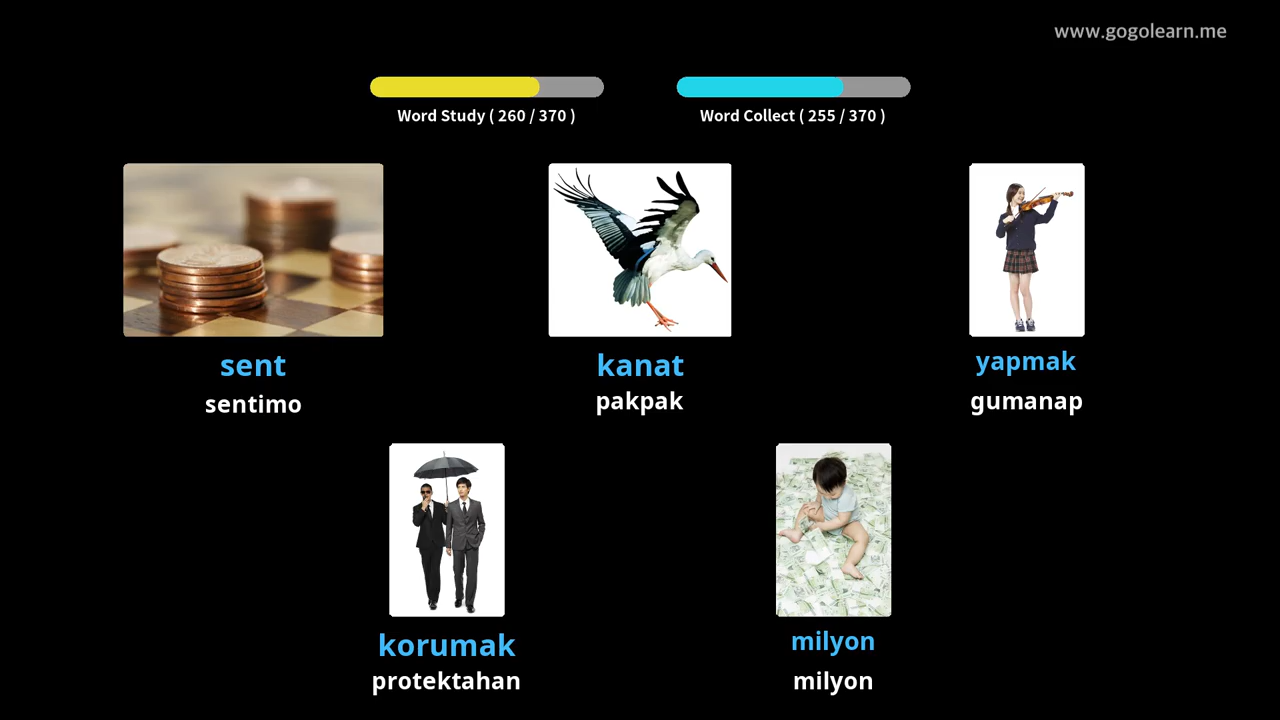 www.gogolearn.me
Word Study ( 260 / 370 )
Word Collect ( 255 / 370 )
sent
sentimo
kanat
pakpak
yapmak
gumanap
korumak
protektahan
milyon
milyon